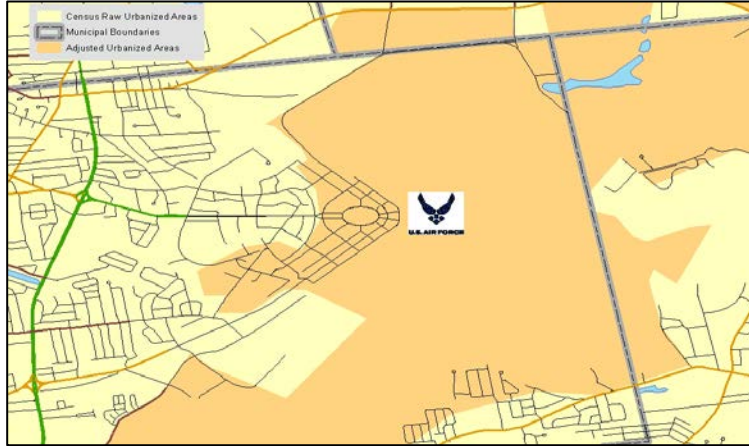 Census Raw Urbanized Areas
Municipal Boundaries
Adjusted Urbanized Areas
U.S. AIR FORCE